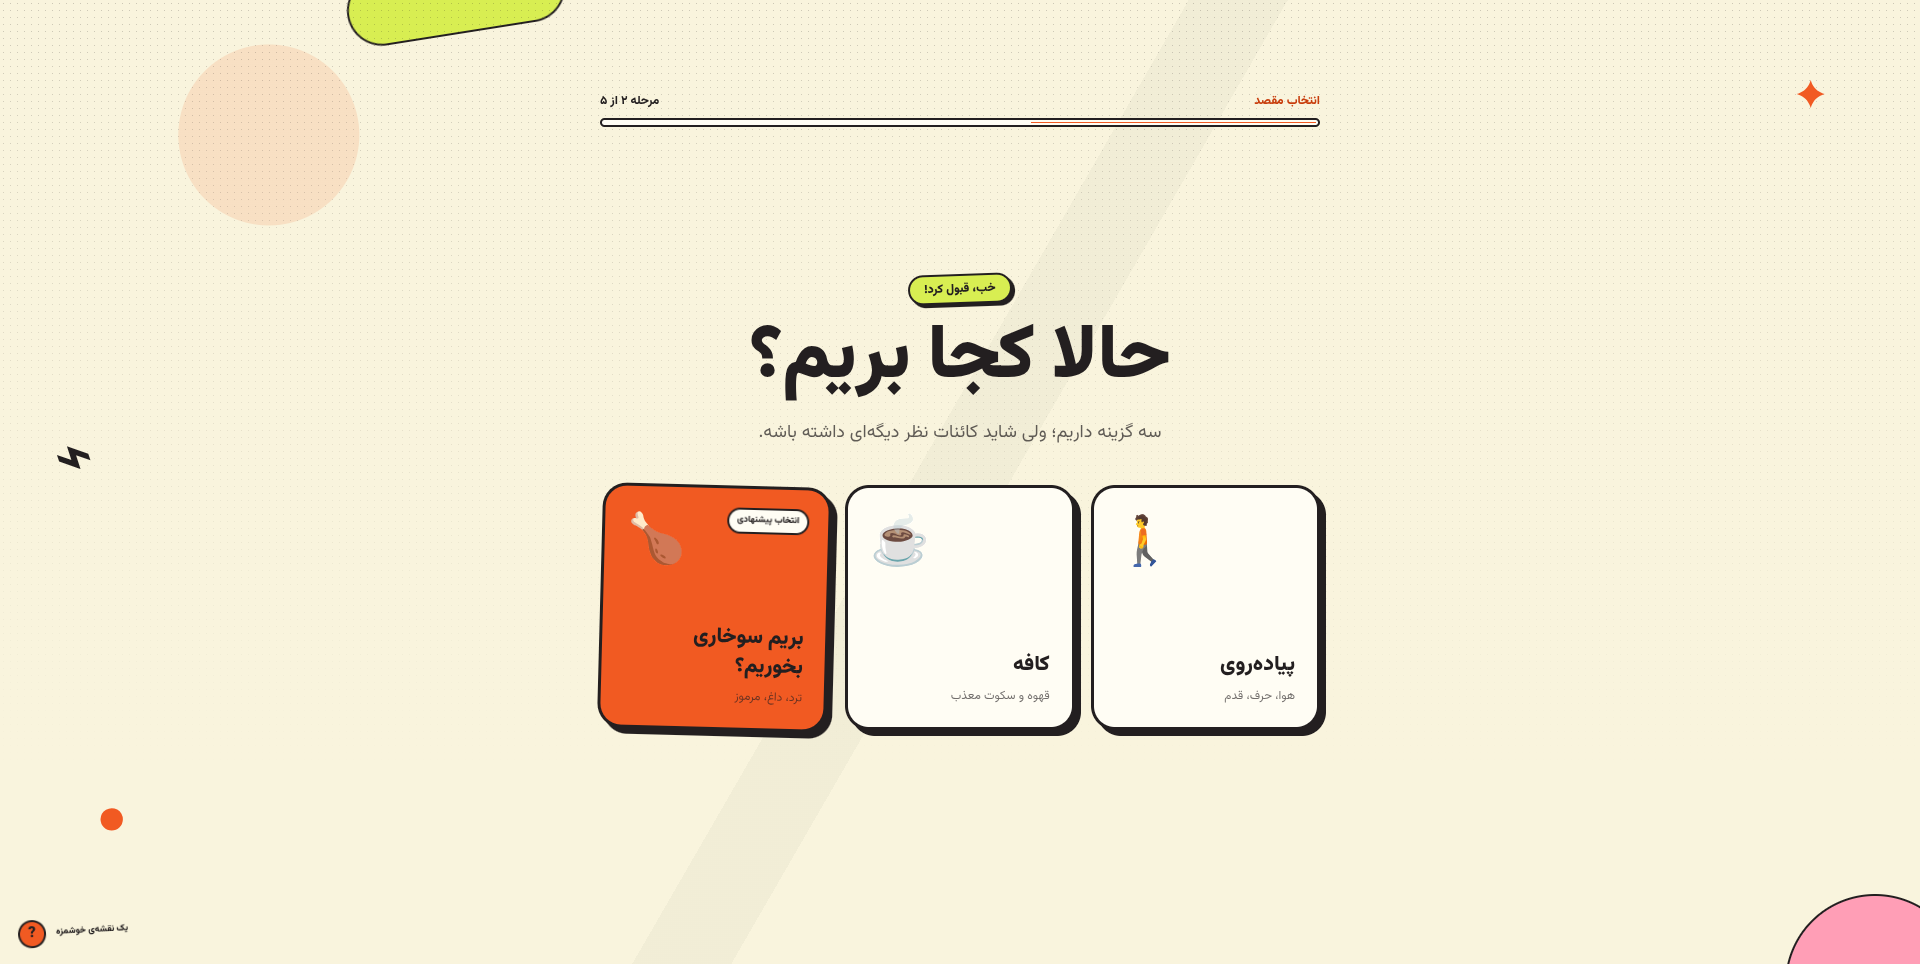 انتخاب مقصد
مرحله ۲ از ۵
خب، قبول کرد!
حالا کجا بریم؟
سه گزینه داریم؛ ولی شاید کائنات نظر دیگه‌ای داشته باشه.
پیاده‌روی
هوا، حرف، قدم
کافه
قهوه و سکوت معذب
انتخاب پیشنهادی
بریم سوخاری
بخوریم؟
ترد، داغ، مرموز
یک نقشه‌ی خوشمزه
?